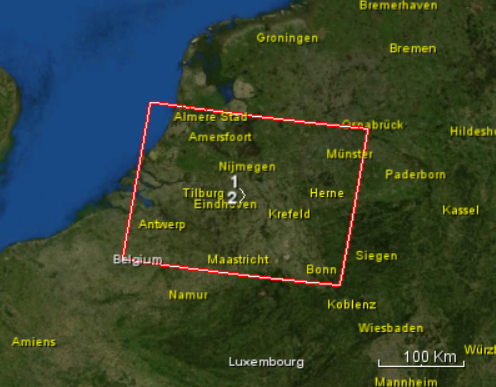 Bremerhaven
Groningen
Bremen
Almere Stad
Osnabrück
Hildeshe
Amersfoort
Münster
Nijmegen
Paderborn
1
Tilburg
2
Herne
Eindhoven
Krefeld
Kassel
Antwerp
Belgium
Maastricht
Siegen
Bonn
Namur
Koblenz
Wiesbaden
Amiens
Würzb
100 Km
Luxembourg
Mannheim